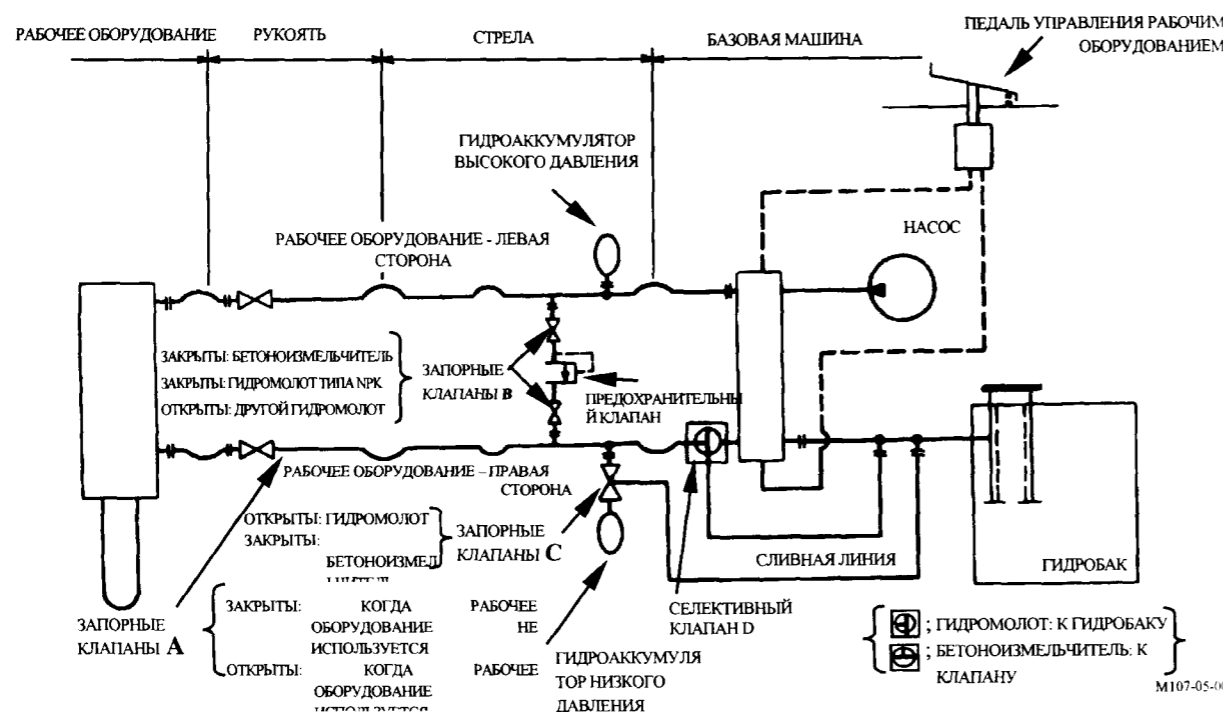 РАБОЧЕЕ ОБОРУДОВАНИЕ
РУКОЯТЬ
СТРЕЛА
БАЗОВАЯ МАШИНА
ПЕДАЛЬ УПРАВЛЕНИЯ РАБОЧИМ
ОБОРУДОВАНИЕМ
ГИДРОАККУМУЛЯТОР
ВЫСОКОГО ДАВЛЕНИЯ
НАСОС
РАБОЧЕЕ ОБОРУДОВАНИЕ - ЛЕВАЯ
СТОРОНА
ЗАКРЫТЫ: БЕТОНОИЗМЕЛЬЧИТЕЛЬ
ЗАКРЫТЫ: ГИДРОМОЛОТ ТИПА NPK
ОТКРЫТЫ: ДРУГОЙ ГИДРОМОЛОТ
ЗАПОРНЫЕ
КЛАПАНЫ B
ПРЕДОХРАНИТЕЛЬНЫ
Й КЛАПАН
РАБОЧЕЕ ОБОРУДОВАНИЕ – ПРАВАЯ
СТОРОНА
ОТКРЫТЫ: ГИДРОМОЛОТ
ЗАКРЫТЫ:
БЕТОНОИЗМЕЛ
ЗАПОРНЫЕ
КЛАПАНЫ C
СЛИВНАЯ ЛИНИЯ
ГИДРОБАК
ЗАПОРНЫЕ
КЛАПАНЫ A
ЗАКРЫТЫ: КОГДА РАБОЧЕЕ
ОБОРУДОВАНИЕ НЕ
ИСПОЛЬЗУЕТСЯ
ОТКРЫТЫ: КОГДА РАБОЧЕЕ
ОБОРУДОВАНИЕ
ИСПОЛЬЗУЕТСЯ
ГИДРОАККУМУЛЯ
ТОР НИЗКОГО
ДАВЛЕНИЯ
СЕЛЕКТИВНЫЙ
КЛАПАН D
; ГИДРОМОЛОТ: К ГИДРОБАКУ
; БЕТОНОИЗМЕЛЬЧИТЕЛЬ: К
КЛАПАНУ